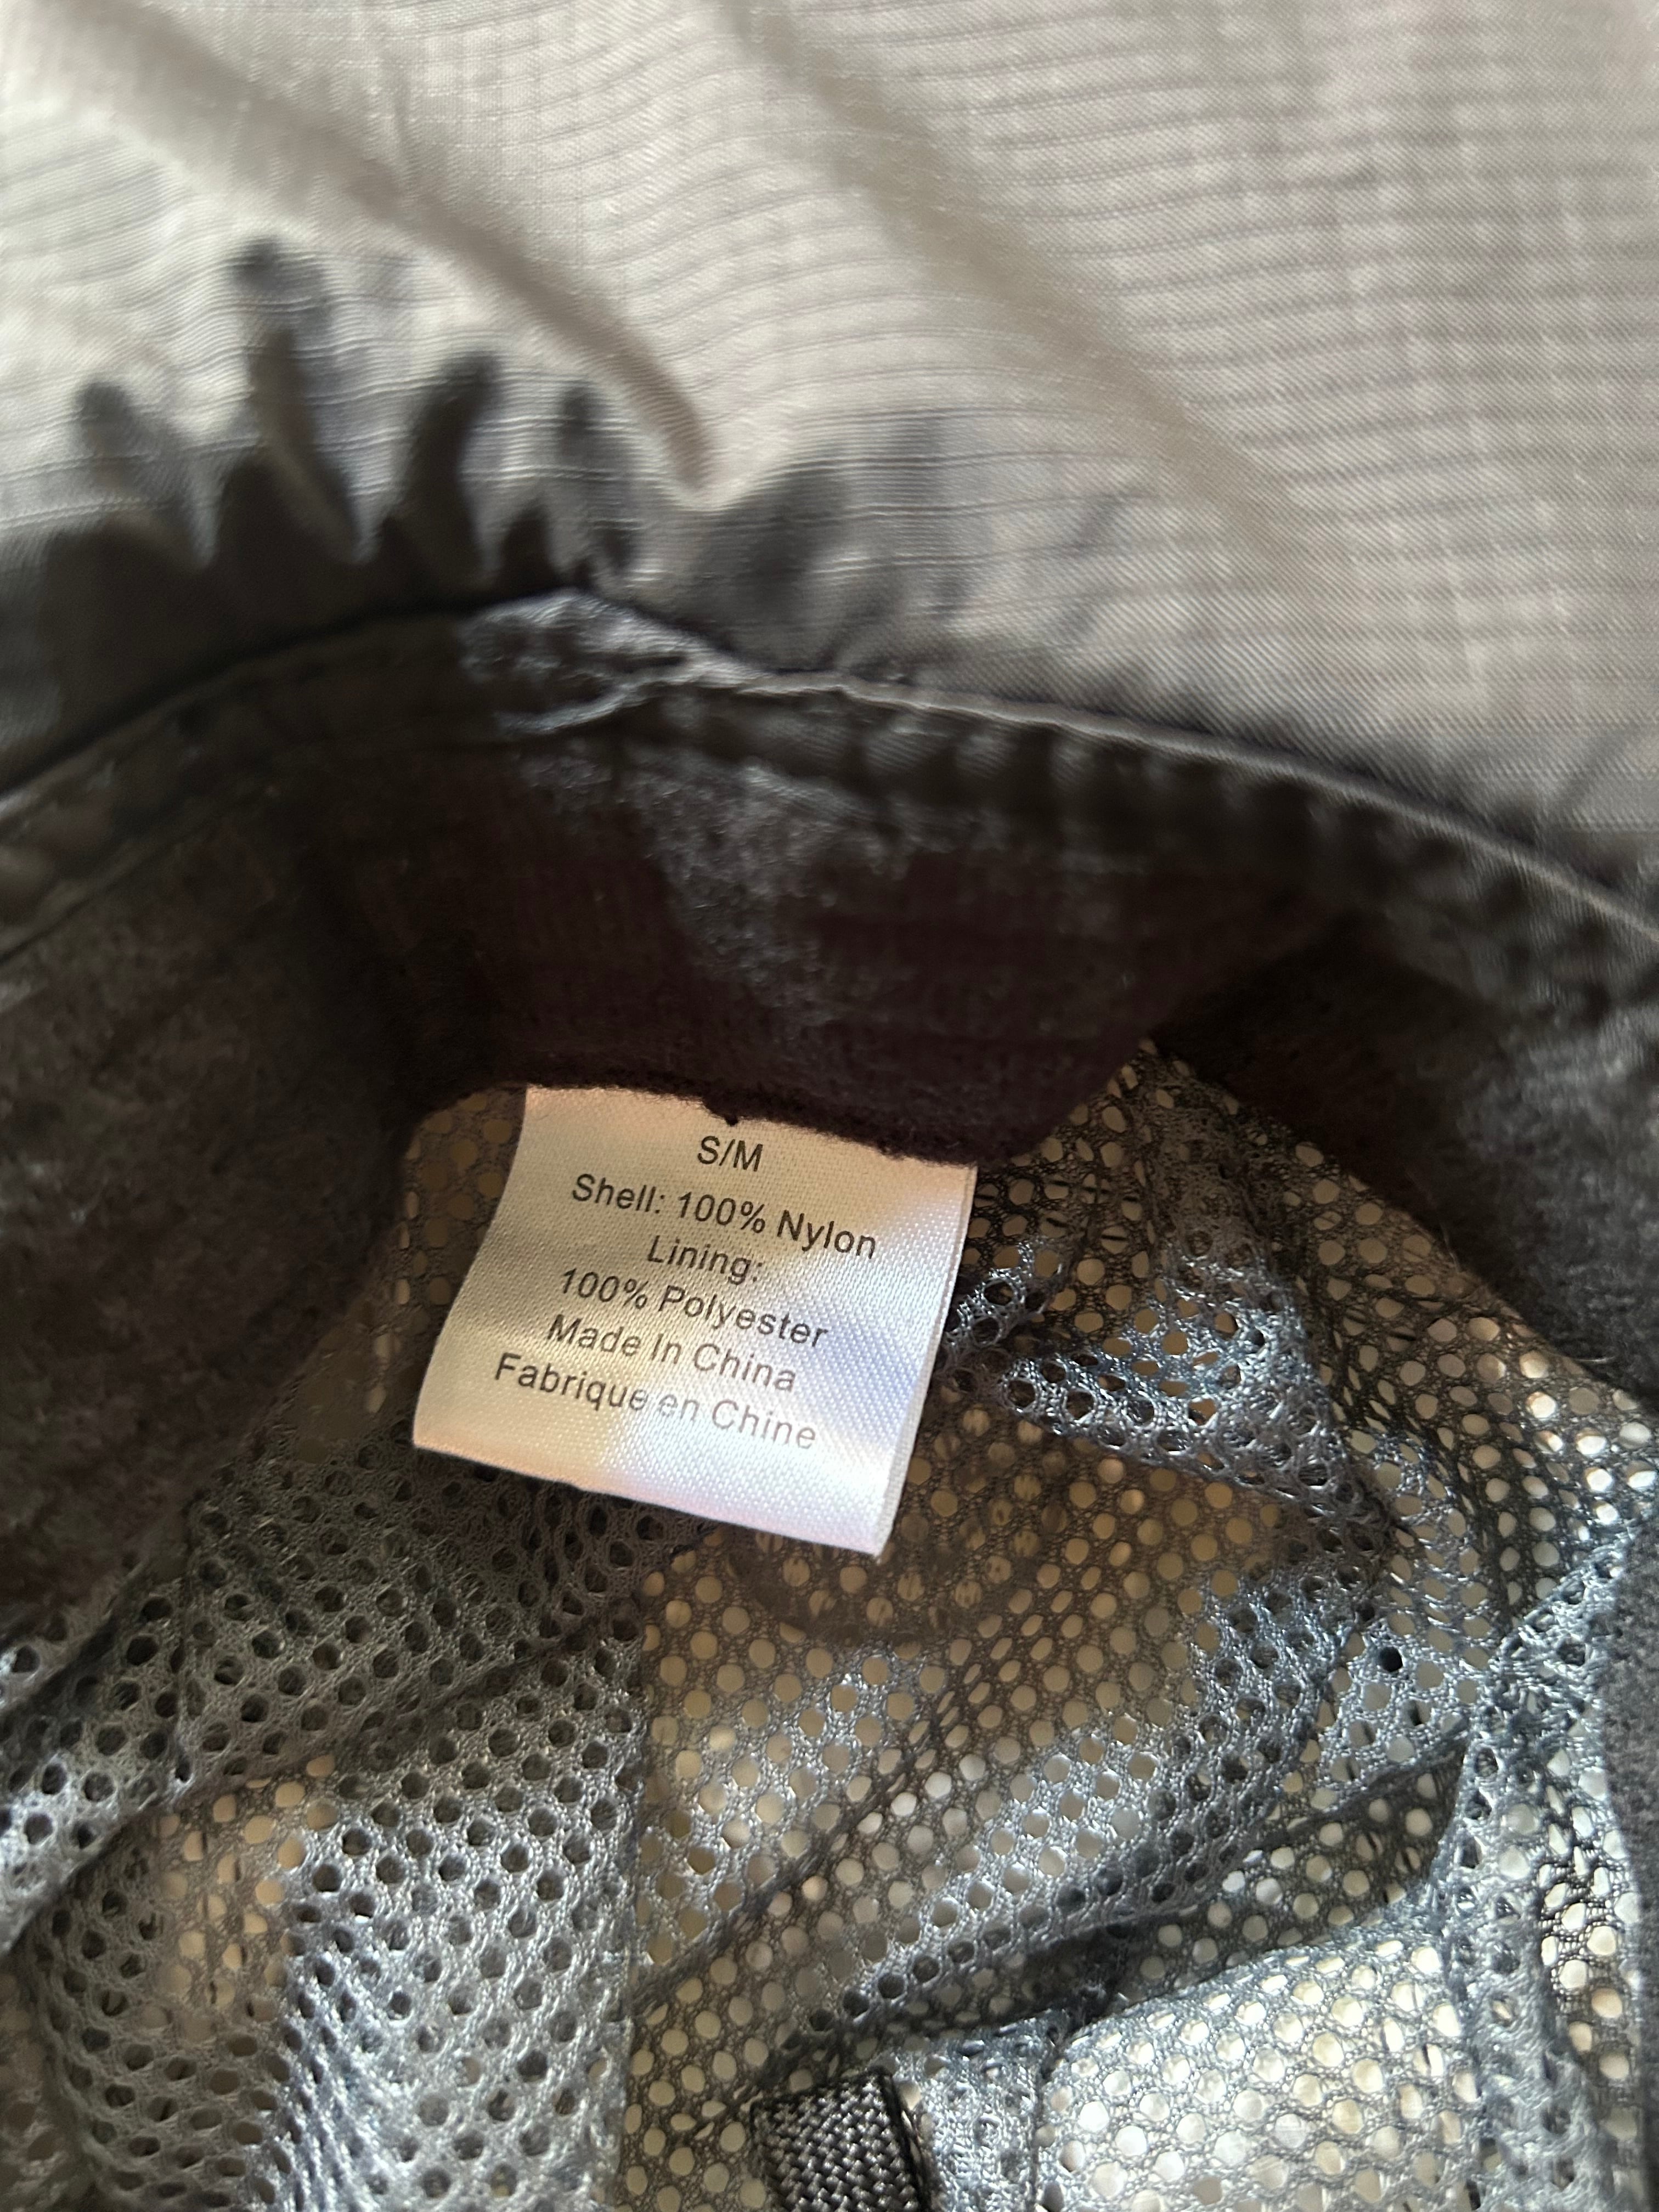 S/M
Shell: 100% Nylon
Lining:
100% Polyester
Made In China
Fabrique en Chine